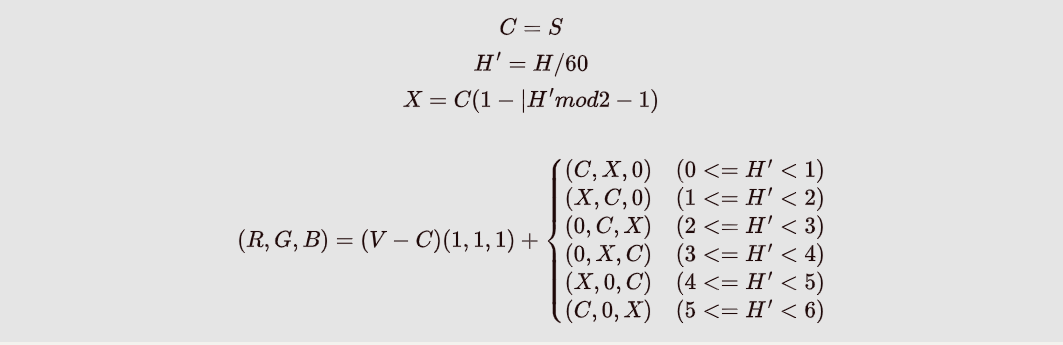 C = S
H′ = H/60
X = C(1 − |H′mod2 − 1)
(R, G, B) = (V − C)(1, 1, 1) + {
(C, X, 0) (0 <= H′ < 1)
(X, C, 0) (1 <= H′ < 2)
(0, C, X) (2 <= H′ < 3)
(0, X, C) (3 <= H′ < 4)
(X, 0, C) (4 <= H′ < 5)
(C, 0, X) (5 <= H′ < 6)